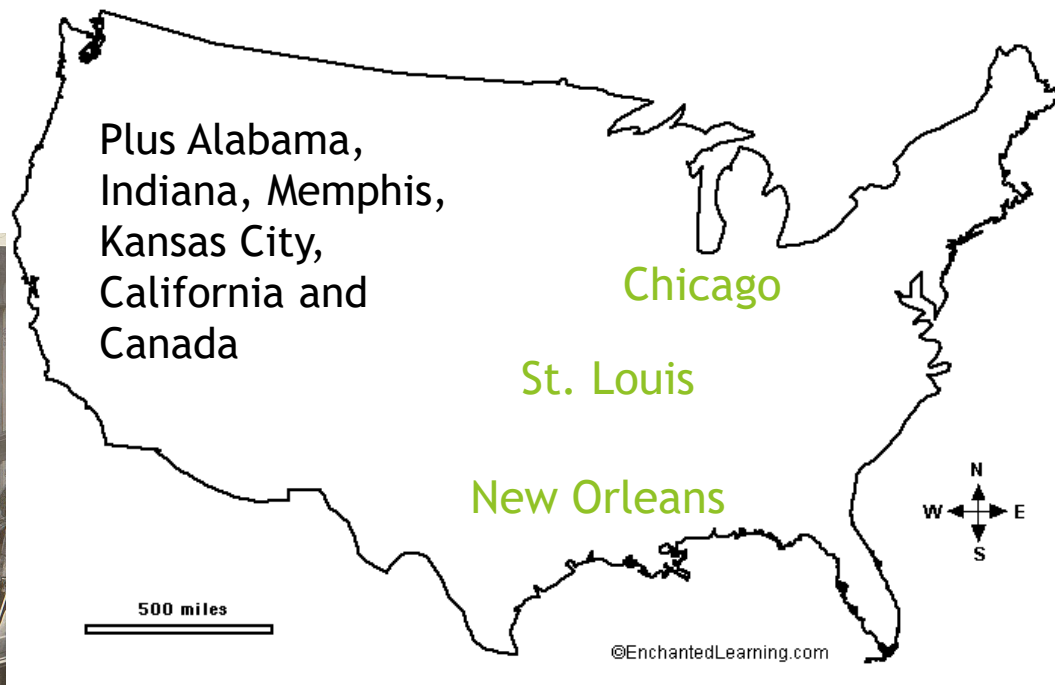 Plus Alabama,
Indiana, Memphis,
Kansas City,
California and
Canada
Chicago
St. Louis
New Orleans
N
W E
S
500 miles
©EnchantedLearning.com